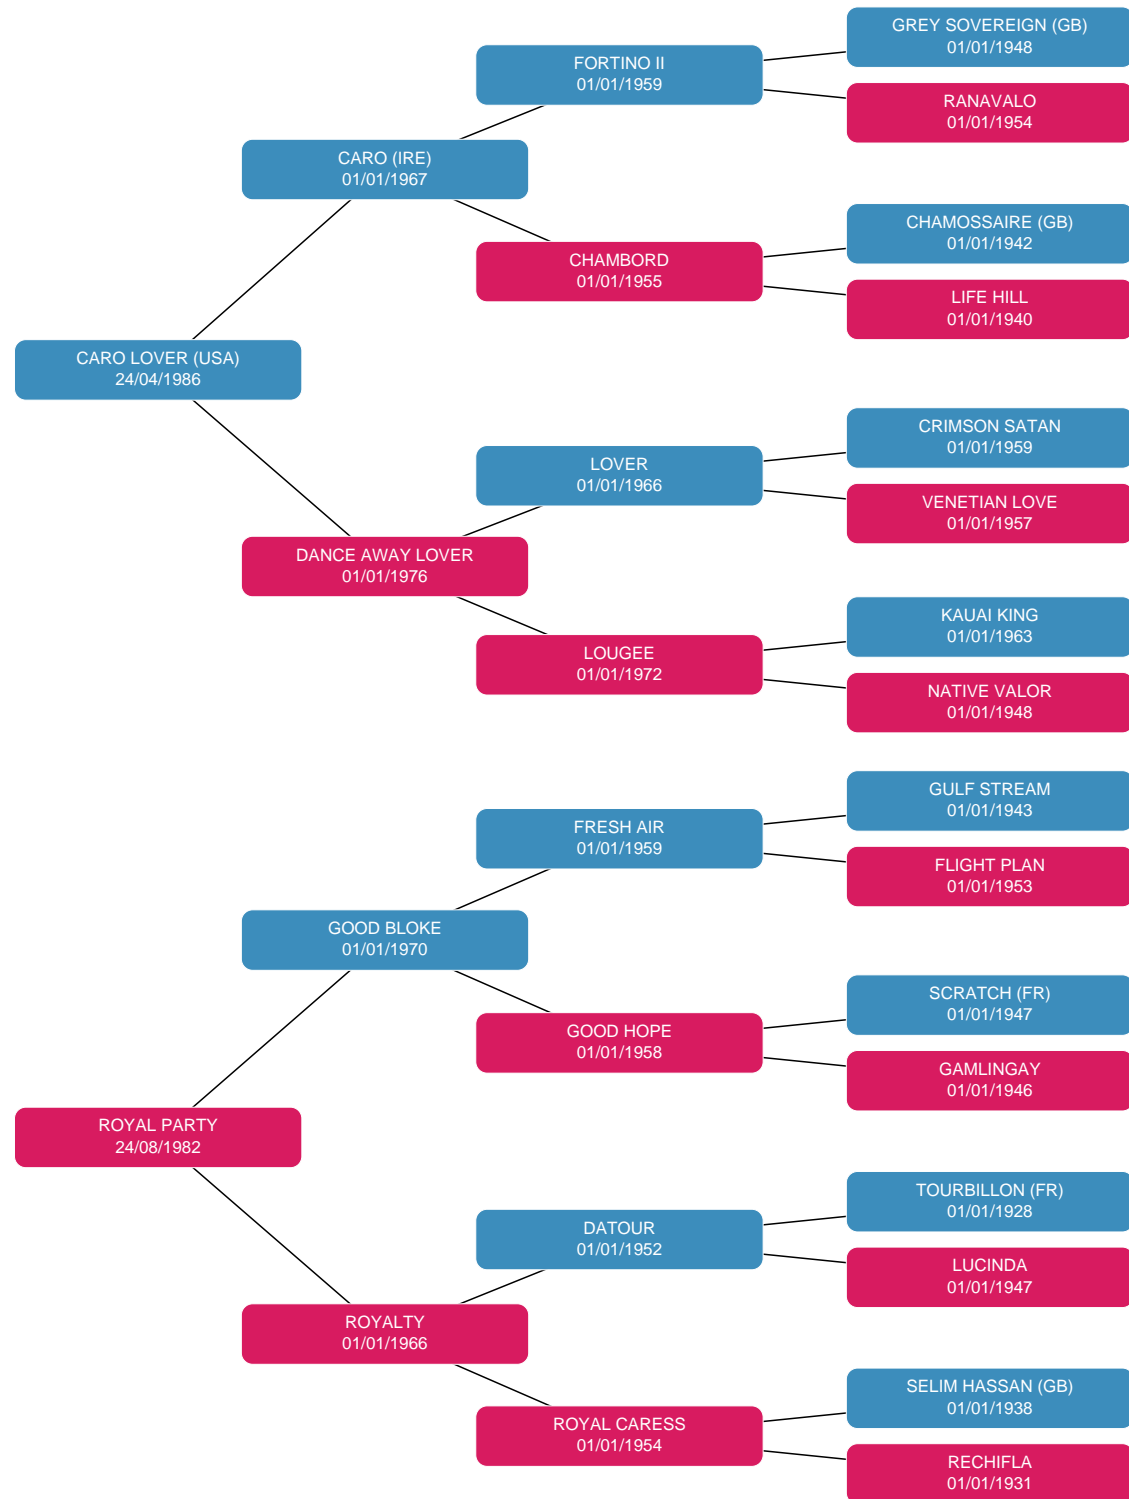 GREY SOVEREIGN (GB)
01/01/1948
FORTINO II
01/01/1959
RANAVALO
01/01/1954
CARO (IRE)
01/01/1967
CHAMOSSAIRE (GB)
01/01/1942
CHAMBORD
01/01/1955
LIFE HILL
01/01/1940
CARO LOVER (USA)
24/04/1986
CRIMSON SATAN
01/01/1959
LOVER
01/01/1966
VENETIAN LOVE
01/01/1957
DANCE AWAY LOVER
01/01/1976
KAUAI KING
01/01/1963
LOUGEE
01/01/1972
NATIVE VALOR
01/01/1948
GULF STREAM
01/01/1943
FRESH AIR
01/01/1959
FLIGHT PLAN
01/01/1953
GOOD BLOKE
01/01/1970
SCRATCH (FR)
01/01/1947
GOOD HOPE
01/01/1958
GAMLINGAY
01/01/1946
ROYAL PARTY
24/08/1982
TOURBILLON (FR)
01/01/1928
DATOUR
01/01/1952
LUCINDA
01/01/1947
ROYALTY
01/01/1966
SELIM HASSAN (GB)
01/01/1938
ROYAL CARESS
01/01/1954
RECHIFLA
01/01/1931